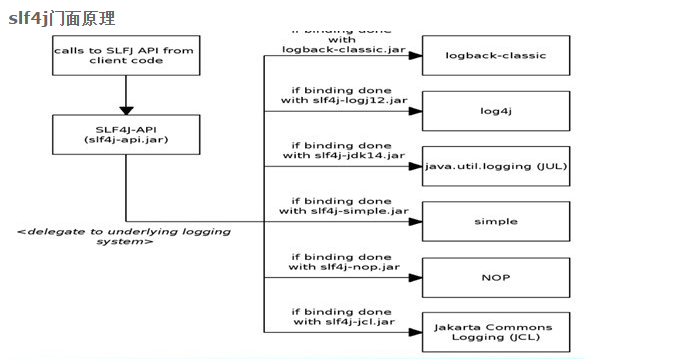 slf4j门面原理
calls to SLFJ API from
client code
SLF4J-API
(slf4j-api.jar)
<delegate to underlying logging
system>
if binding done
with
logback-classic.jar
logback-classic
if binding done
with slf4j-logj12.jar
log4j
if binding done
with slf4j-jdk14.jar
java.util.logging (JUL)
if binding done
with slf4j-simple.jar
simple
if binding done
with slf4j-nop.jar
NOP
if binding done
with slf4j-jcl.jar
Jakarta Commons
Logging (JCL)